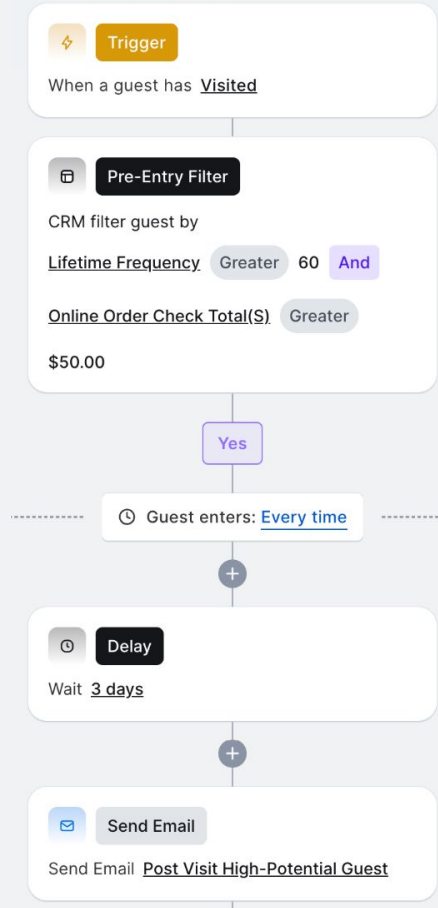 Trigger
When a guest has Visited
Pre-Entry Filter
CRM filter guest by
Lifetime Frequency Greater 60 And
Online Order Check Total(S) Greater
$50.00
Yes
Guest enters: Every time
Delay
Wait 3 days
Send Email
Send Email Post Visit High-Potential Guest